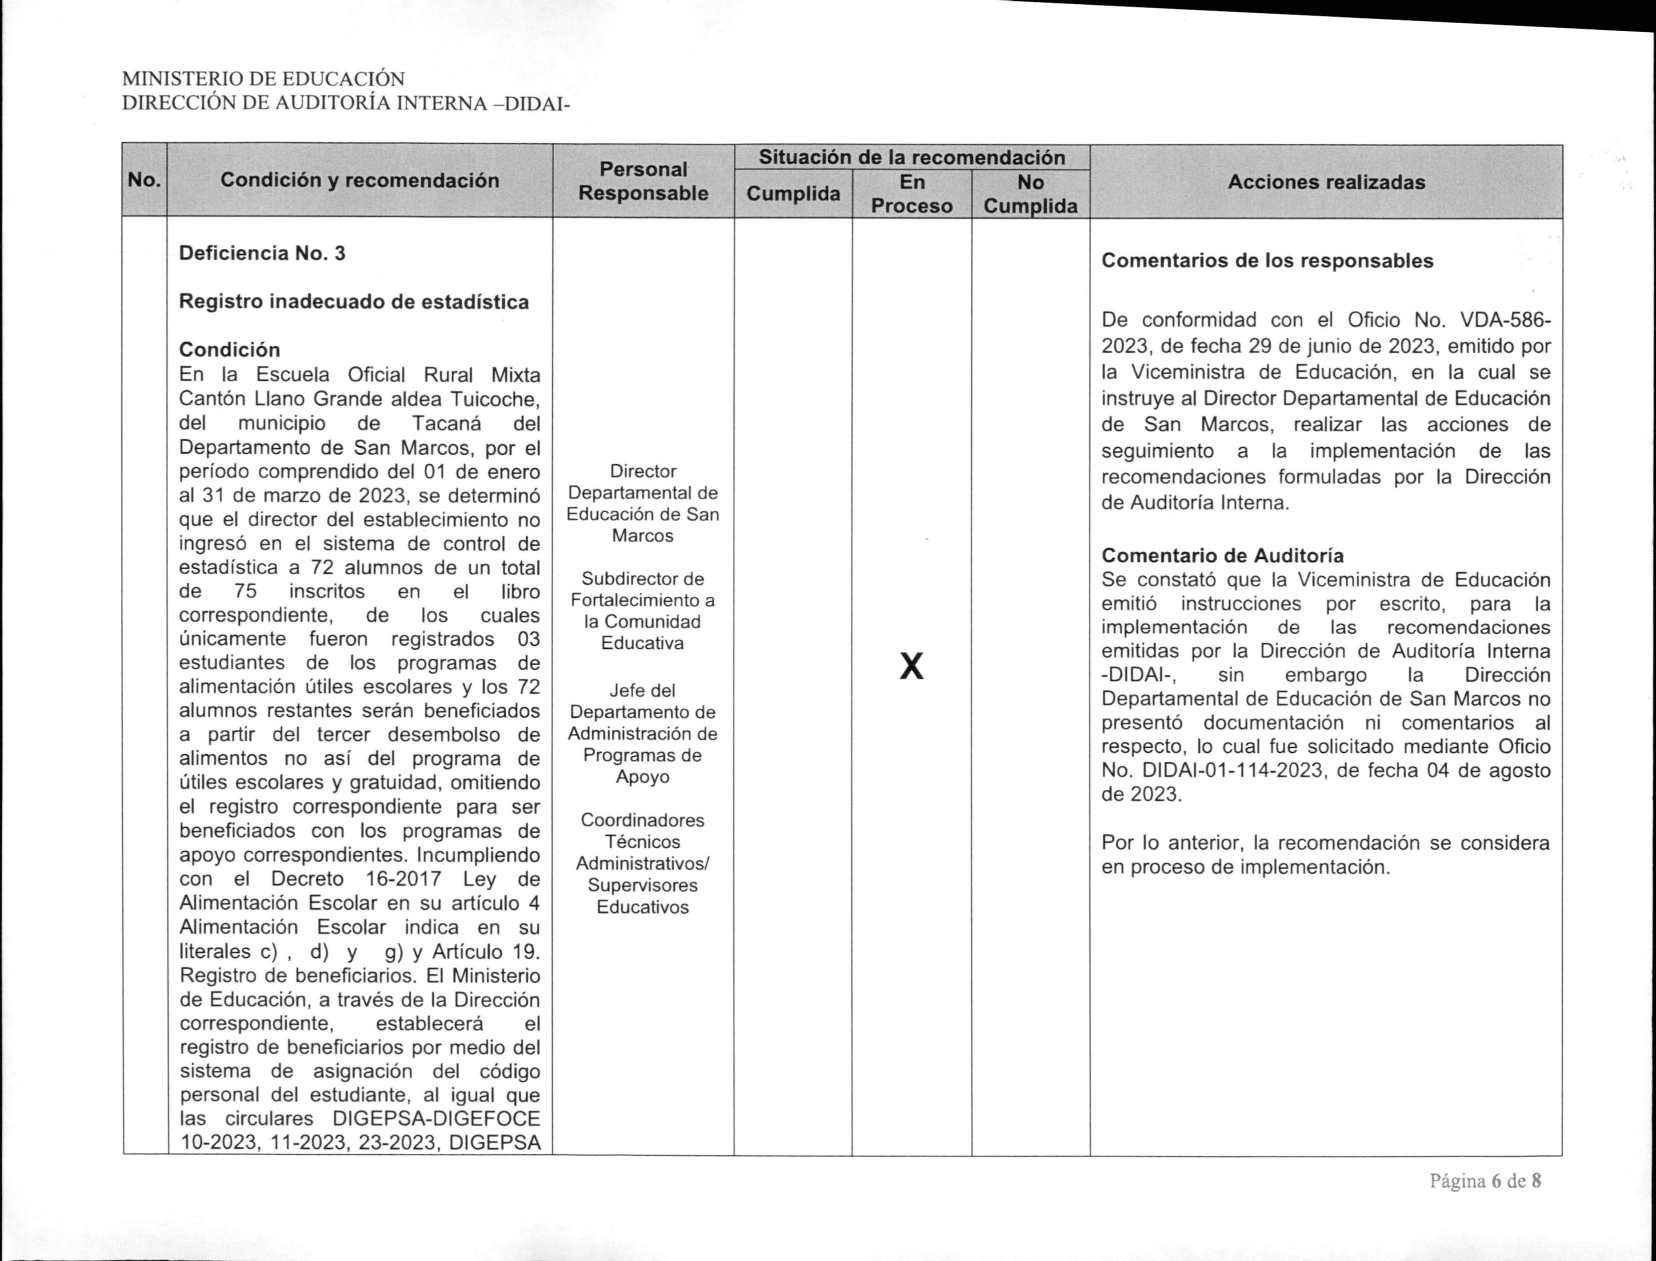 MINISTERIO DE EDUCACIÓN
DIRECCIÓN DE AUDITORÍA INTERNA –DIDAI-
No.
Condición y recomendación
Personal
Responsable
Situación de la recomendación
Cumplida
En
Proceso
No
Cumplida
Acciones realizadas
Deficiencia No. 3
Registro inadecuado de estadística
Condición
En la Escuela Oficial Rural Mixta
Cantón Llano Grande aldea Tuicoche,
del municipio de Tacaná del
Departamento de San Marcos, por el
período comprendido del 01 de enero
al 31 de marzo de 2023, se determinó
que el director del establecimiento no
ingresó en el sistema de control de
estadística a 72 alumnos de un total
de 75 inscritos en el libro
correspondiente, de los cuales
únicamente fueron registrados 03
estudiantes de los programas de
alimentación útiles escolares y los 72
alumnos restantes serán beneficiados
a partir del tercer desembolso de
alimentos no así del programa de
útiles escolares y gratuidad, omitiendo
el registro correspondiente para ser
beneficiados con los programas de
apoyo correspondientes. Incumpliendo
con el Decreto 16-2017 Ley de
Alimentación Escolar en su artículo 4
Alimentación Escolar indica en su
literales c) , d) y g) y Artículo 19.
Registro de beneficiarios. El Ministerio
de Educación, a través de la Dirección
correspondiente, establecerá el
registro de beneficiarios por medio del
sistema de asignación del código
personal del estudiante, al igual que
las circulares DIGEPSA-DIGEFOCE
10-2023, 11-2023, 23-2023, DIGEPSA
Director
Departamental de
Educación de San
Marcos
Subdirector de
Fortalecimiento a
la Comunidad
Educativa
Jefe del
Departamento de
Administración de
Programas de
Apoyo
Coordinadores
Técnicos
Administrativos/
Supervisores
Educativos
X
Comentarios de los responsables
De conformidad con el Oficio No. VDA-586-
2023, de fecha 29 de junio de 2023, emitido por
la Viceministra de Educación, en la cual se
instruye al Director Departamental de Educación
de San Marcos, realizar las acciones de
seguimiento a la implementación de las
recomendaciones formuladas por la Dirección
de Auditoría Interna.
Comentario de Auditoría
Se constató que la Viceministra de Educación
emitió instrucciones por escrito, para la
implementación de las recomendaciones
emitidas por la Dirección de Auditoría Interna
-DIDAI-, sin embargo la Dirección
Departamental de Educación de San Marcos no
presentó documentación ni comentarios al
respecto, lo cual fue solicitado mediante Oficio
No. DIDAI-01-114-2023, de fecha 04 de agosto
de 2023.
Por lo anterior, la recomendación se considera
en proceso de implementación.
Página 6 de 8